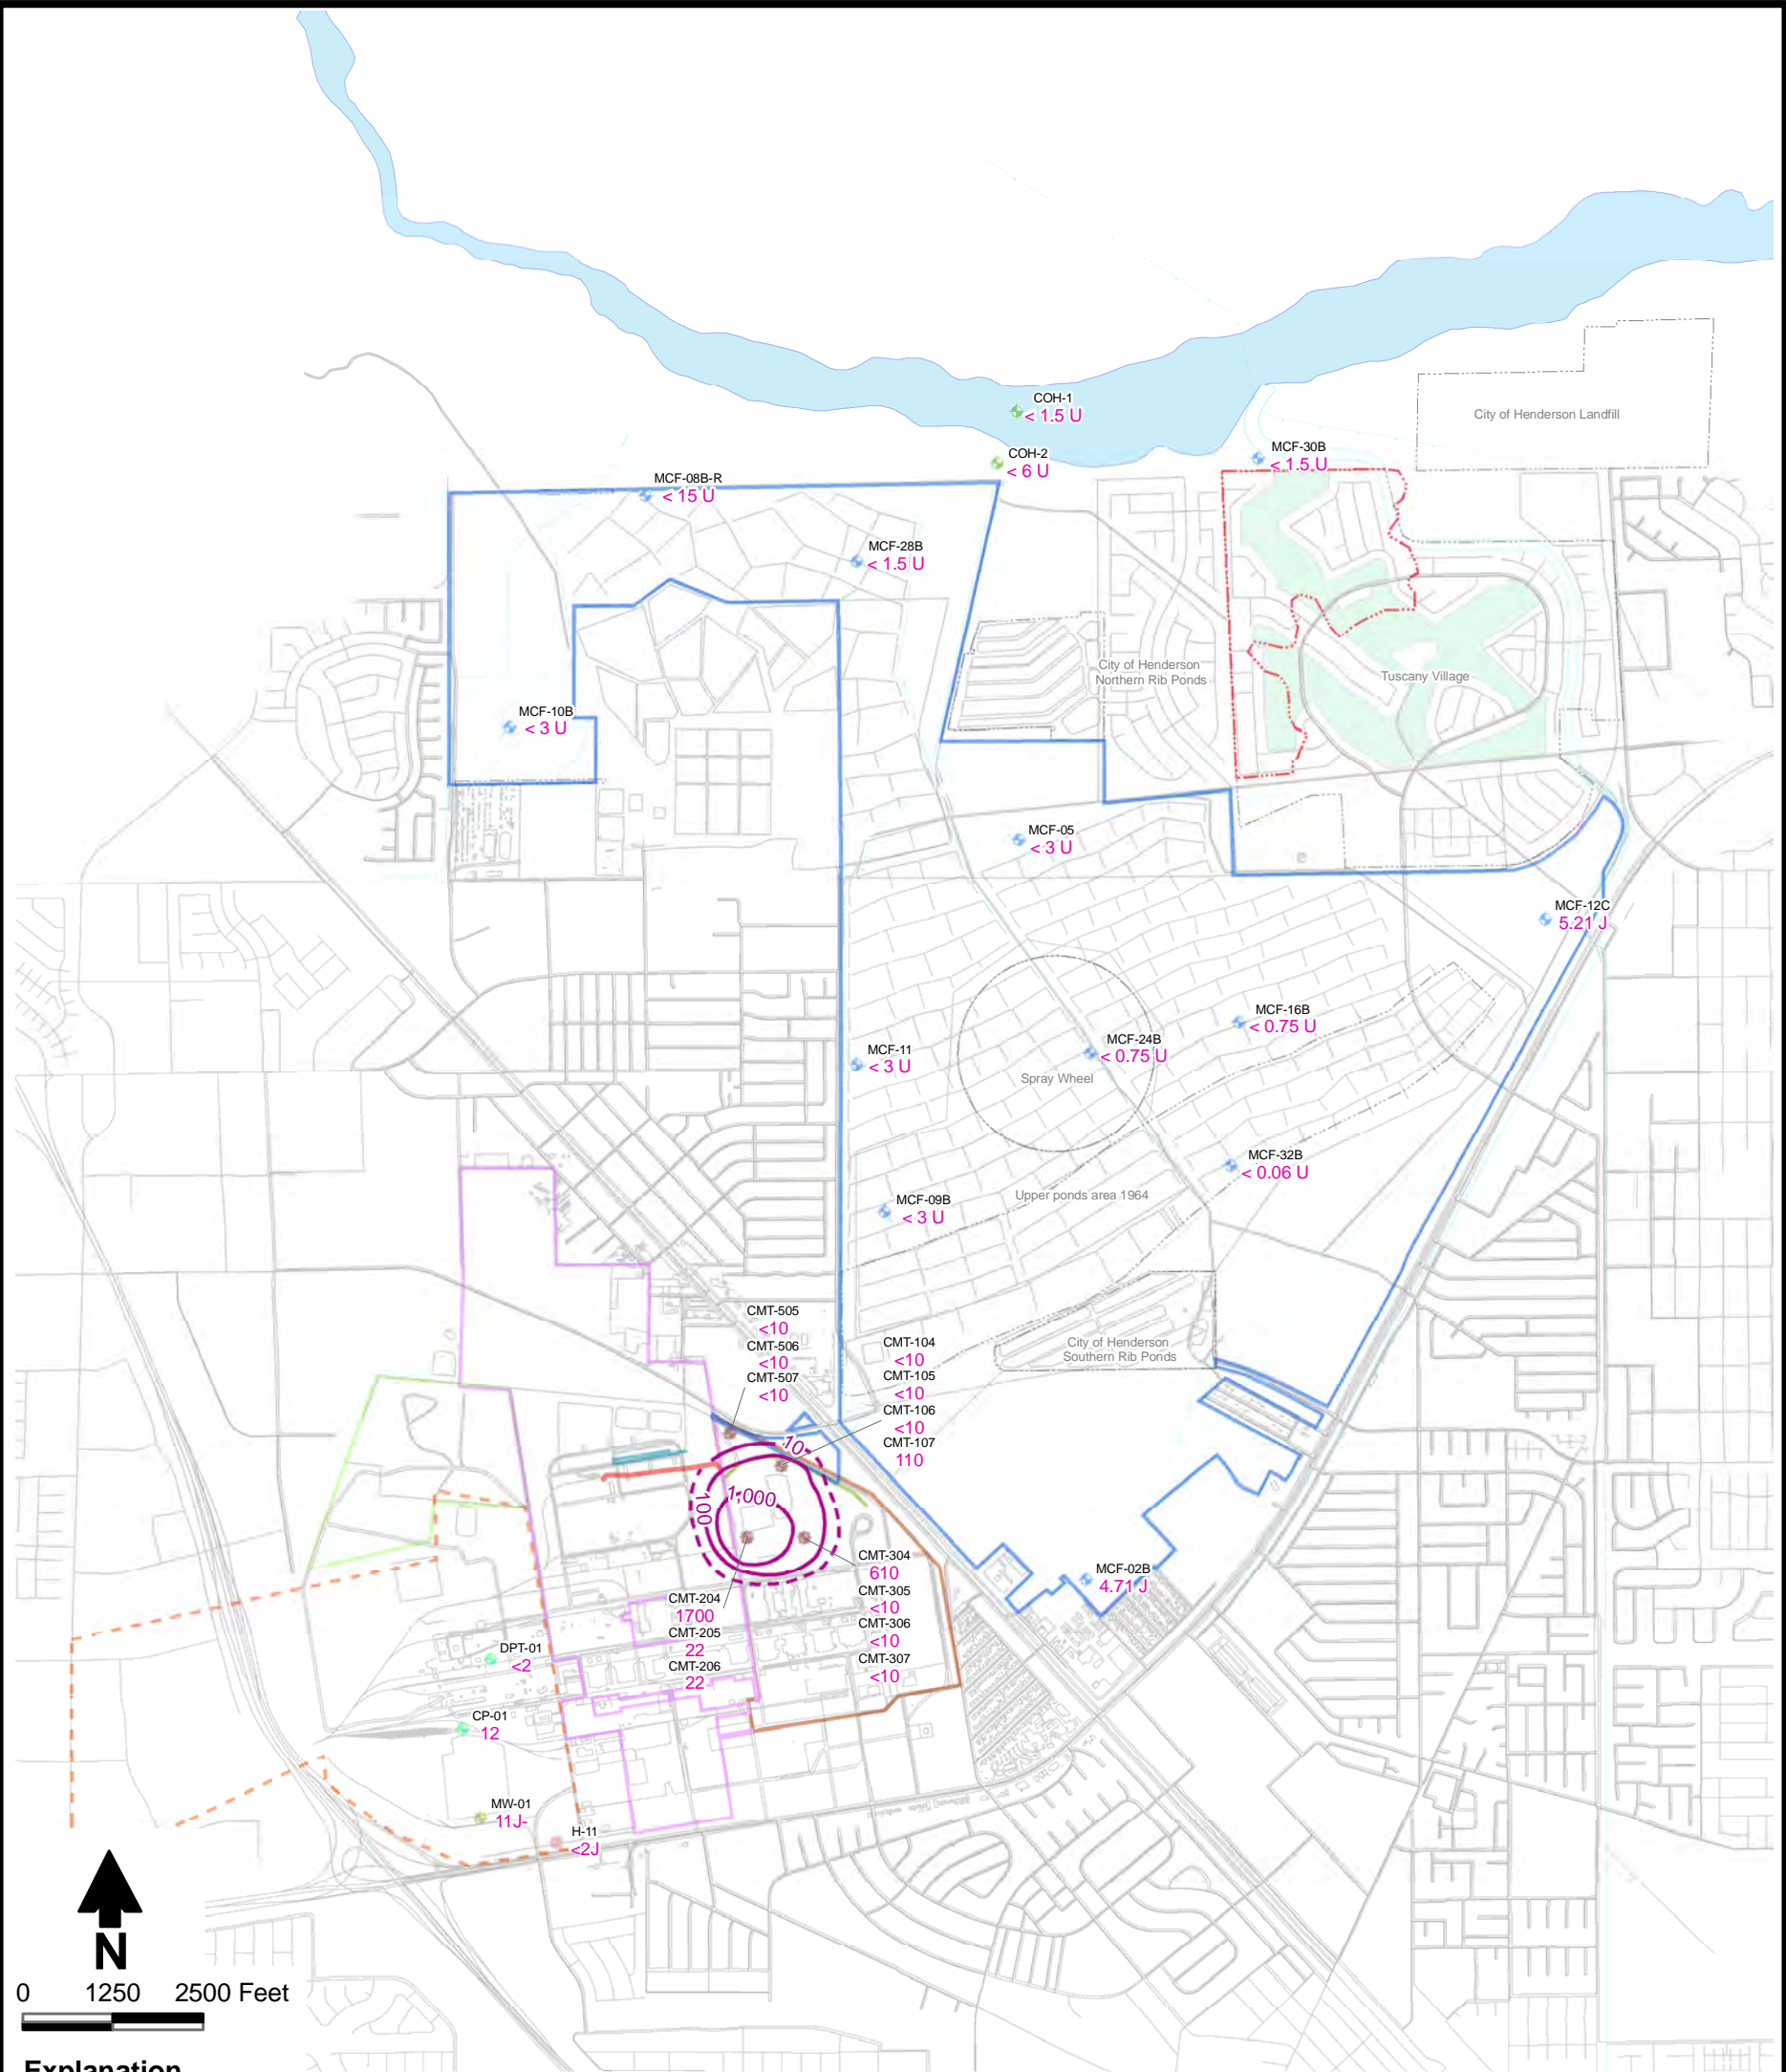 COH-1
< 1.5 U
City of Henderson Landfill
COH-2
< 6 U
MCF-30B
< 1.5 U
MCF-08B-R
< 15 U
MCF-28B
< 1.5 U
City of Henderson
Northern Rib Ponds
Tuscany Village
MCF-10B
< 3 U
MCF-05
< 3 U
MCF-12C
5.21 J
MCF-16B
< 0.75 U
MCF-24B
< 0.75 U
MCF-11
< 3 U
Spray Wheel
MCF-32B
< 0.06 U
Upper ponds area 1964
MCF-09B
< 3 U
CMT-505
<10
CMT-506
<10
CMT-507
<10
CMT-104
<10
CMT-105
<10
CMT-106
<10
CMT-107
110
City of Henderson
Southern Rib Ponds
10
100
1,000
CMT-304
610
CMT-305
<10
CMT-306
<10
CMT-307
<10
MCF-02B
4.71 J
CMT-204
1700
CMT-205
22
CMT-206
22
DPT-01
<2
CP-01
12
MW-01
11J-
H-11
<2J
N
0 1250 2500 Feet
Explanation